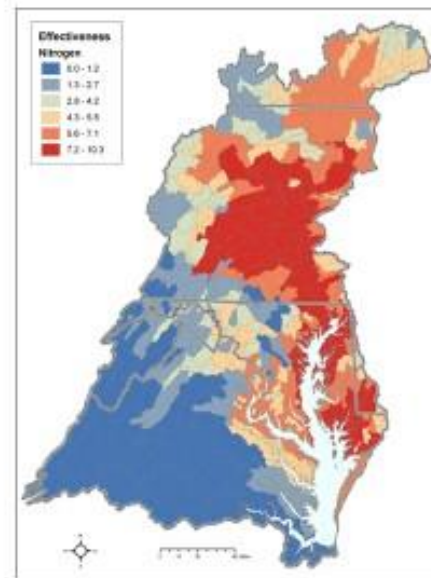 Effectiveness
Nitrogen
0.0 - 1.2
1.3 - 2.7
2.8 - 4.2
4.3 - 5.5
5.6 - 7.1
7.2 - 10.3